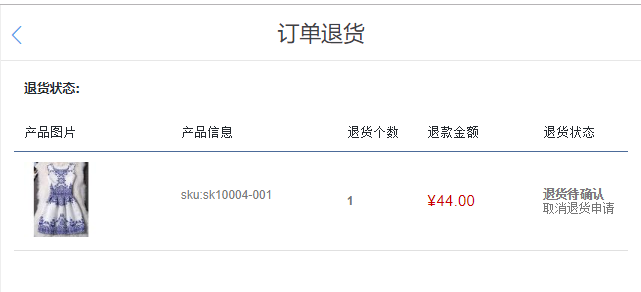 订单退货
退货状态:
产品图片 产品信息 退货个数 退款金额 退货状态
sku:sk10004-001 1 ¥44.00 退货待确认
取消退货申请